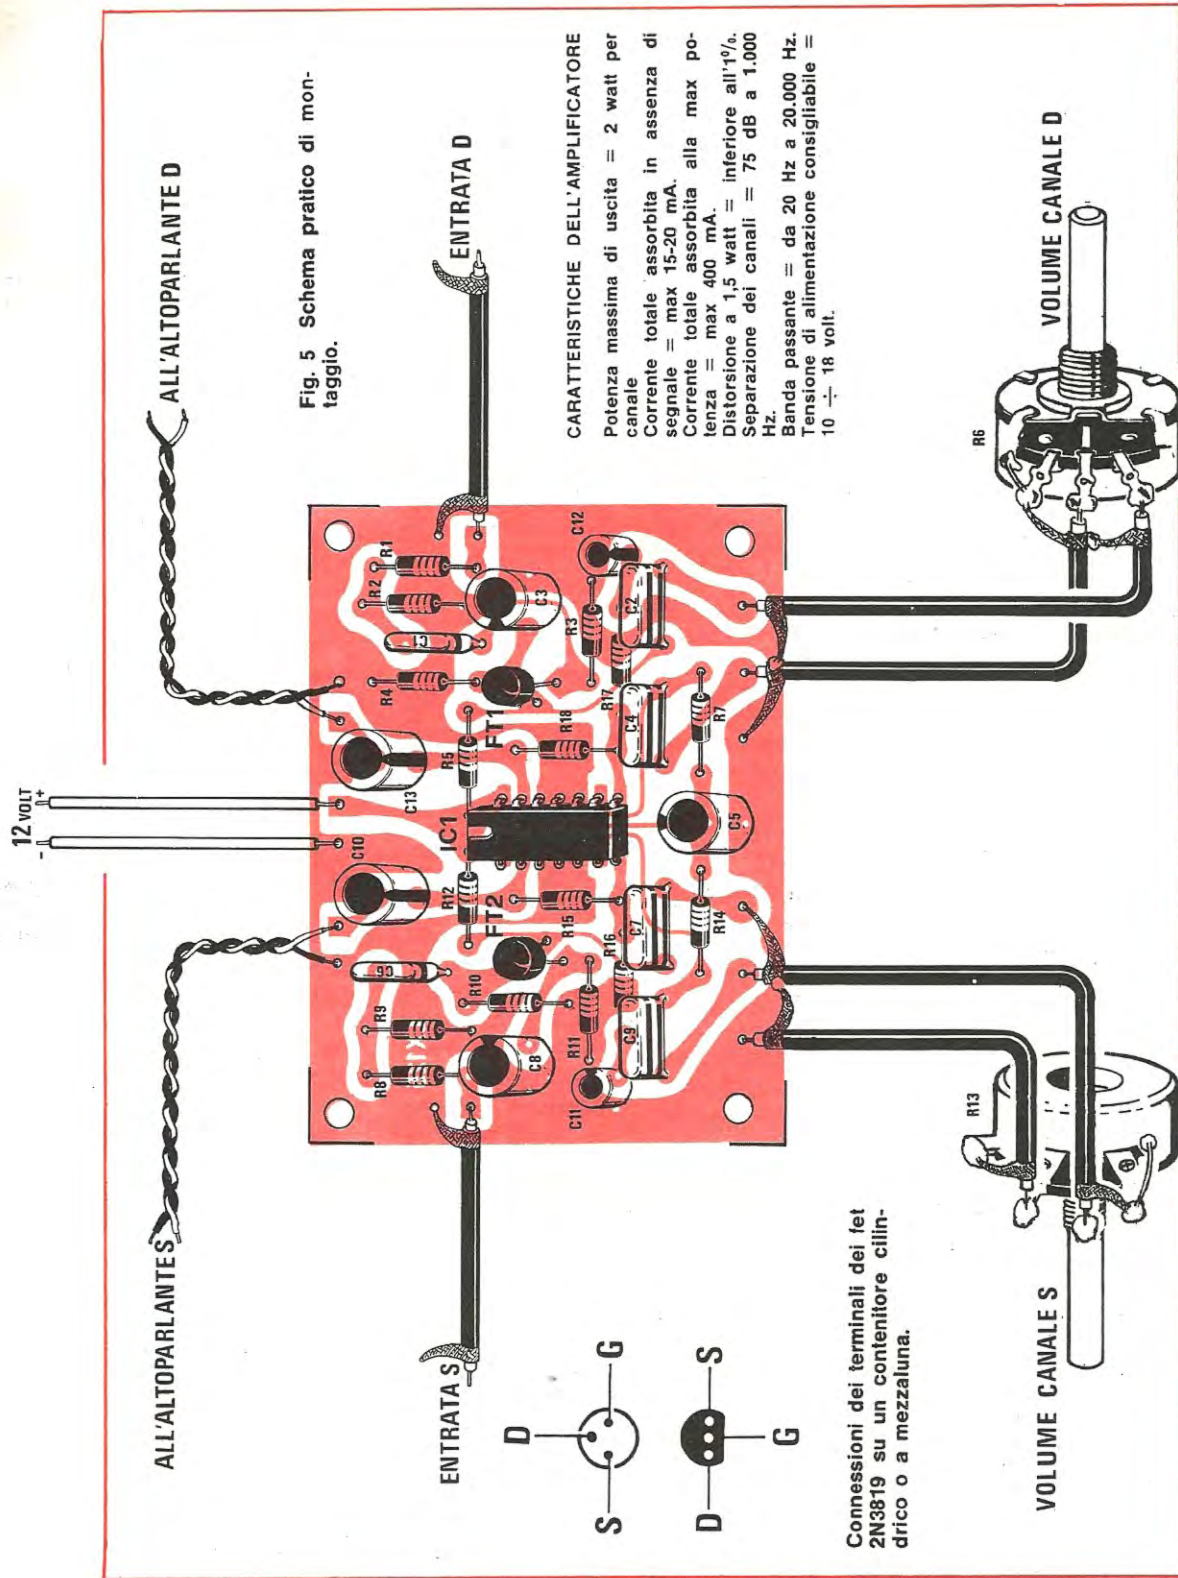 12 VOLT
- +
ALL'ALTOPARLANTE S
ALL'ALTOPARLANTE D
Fig. 5 Schema pratico di mon-
taggio.
ENTRATA S
ENTRATA D
CARATTERISTICHE DELL'AMPLIFICATORE
Potenza massima di uscita = 2 watt per
canale
Corrente totale assorbita in assenza di
segnale = max 15-20 mA.
Corrente totale assorbita alla max po-
tenza = max 400 mA.
Distorsione a 1,5 watt = inferiore all'1%.
Separazione dei canali = 75 dB a 1.000
Hz.
Banda passante = da 20 Hz a 20.000 Hz.
Tensione di alimentazione consigliabile =
10 ÷ 18 volt.
C10
C13
C6
R12
R5
R4
C1
R2
R1
R8
R9
R10
FT2
IC1
FT1
C3
C8
R15
R18
R11
R16
R17
R3
C12
C11
C9
C7
C4
C2
R14
C5
R7
D
S
G
D
S
G
Connessioni dei terminali dei fet
2N3819 su un contenitore cilin-
drico o a mezzaluna.
R13
R6
VOLUME CANALE S
VOLUME CANALE D